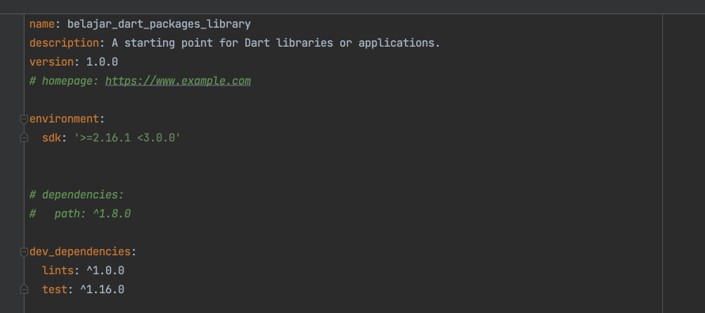 name: belajar_dart_packages_library
description: A starting point for Dart libraries or applications.
version: 1.0.0
# homepage: https://www.example.com
environment:
  sdk: '>=2.16.1 <3.0.0'
# dependencies:
#   path: ^1.8.0
dev_dependencies:
  lints: ^1.0.0
  test: ^1.16.0